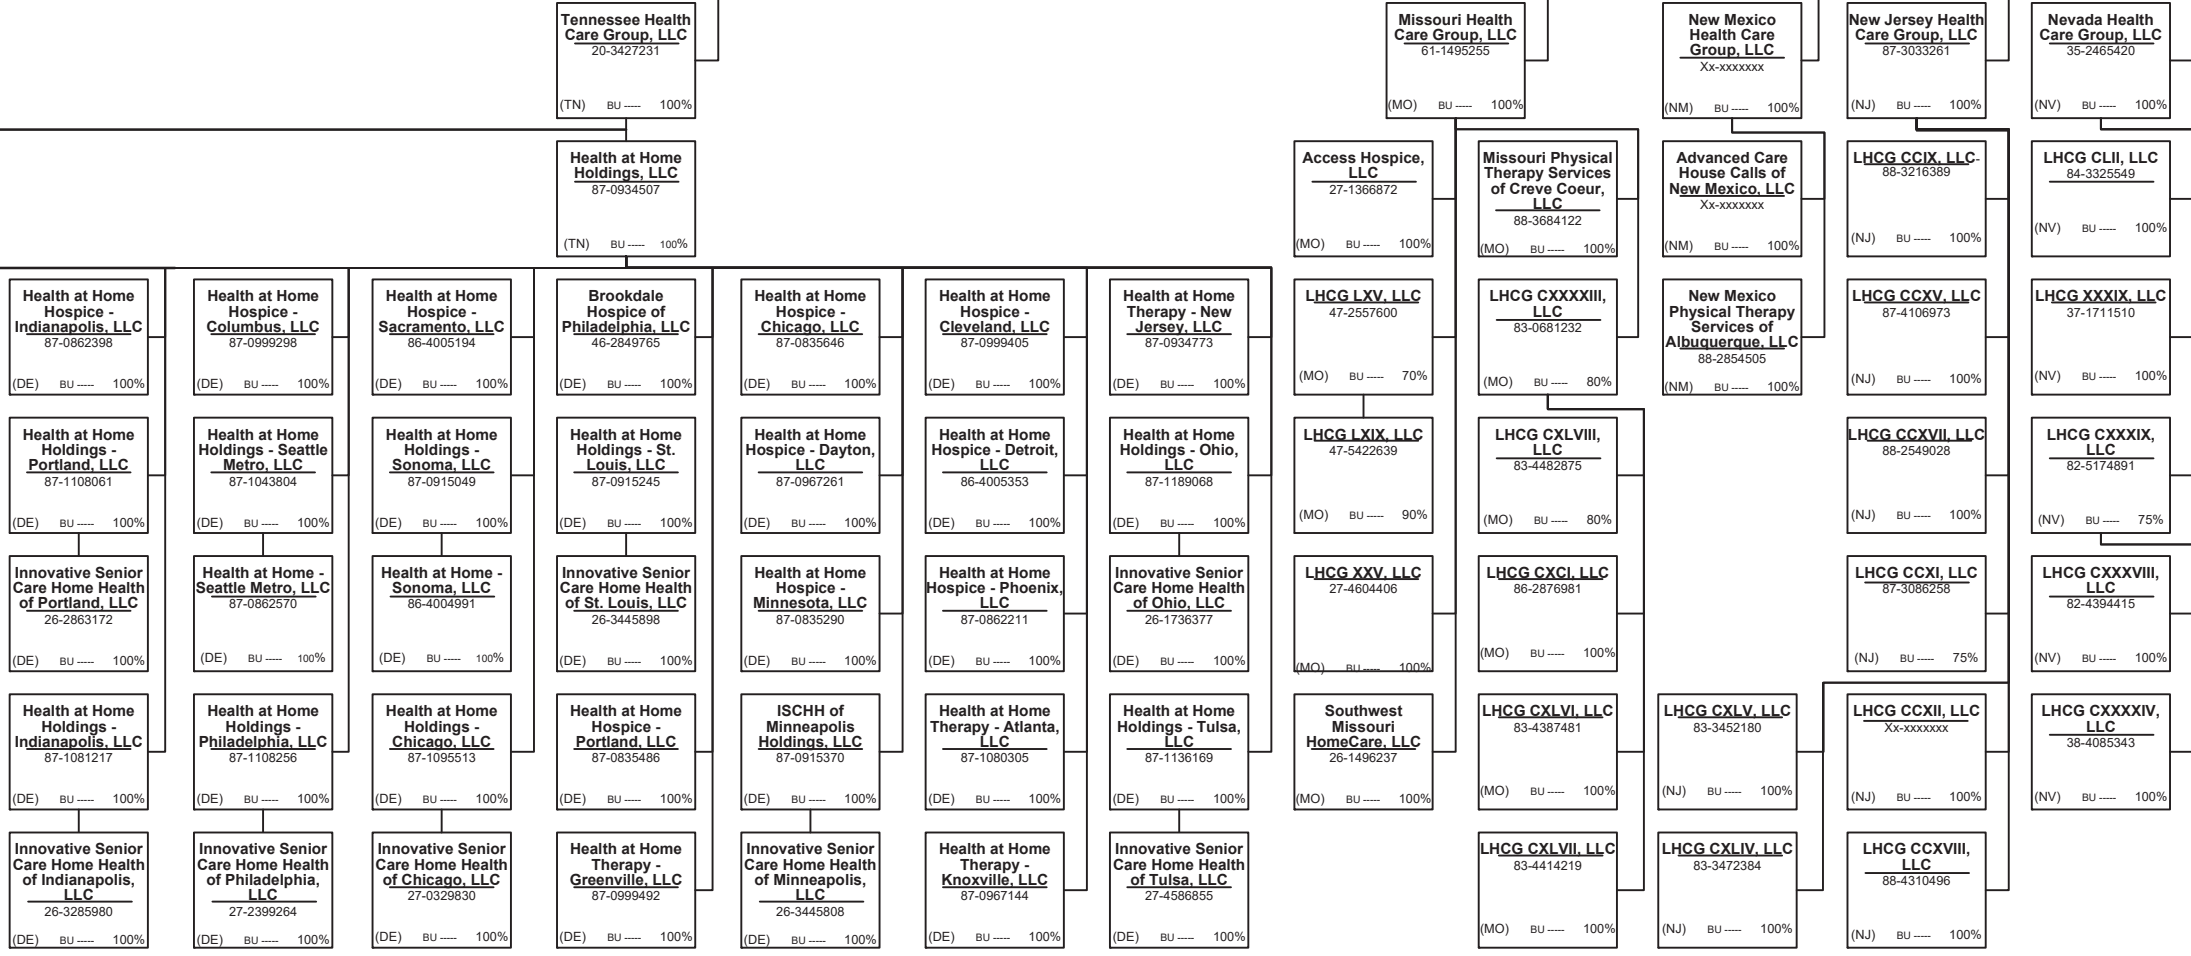 Tennessee Health
Care Group, LLC
20-3427231
(TN) BU ----- 100%
Missouri Health
Care Group, LLC
61-1495255
(MO) BU ----- 100%
New Mexico
Health Care
Group, LLC
Xx-xxxxxxx
(NM) BU ----- 100%
New Jersey Health
Care Group, LLC
87-3033261
(NJ) BU ----- 100%
Nevada Health
Care Group, LLC
35-2465420
(NV) BU ----- 100%
Health at Home
Holdings, LLC
87-0934507
(TN) BU ----- 100%
Access Hospice,
LLC
27-1366872
(MO) BU ----- 100%
Missouri Physical
Therapy Services
of Creve Coeur,
LLC
88-3684122
(MO) BU ----- 100%
Advanced Care
House Calls of
New Mexico, LLC
Xx-xxxxxxx
(NM) BU ----- 100%
LHCG CCIX, LLC-
88-3216389
(NJ) BU ----- 100%
LHCG CLII, LLC
84-3325549
(NV) BU ----- 100%
Health at Home
Hospice -
Indianapolis, LLC
87-0862398
(DE) BU ----- 100%
Health at Home
Hospice -
Columbus, LLC
87-0999298
(DE) BU ----- 100%
Health at Home
Hospice -
Sacramento, LLC
86-4005194
(DE) BU ----- 100%
Brookdale
Hospice of
Philadelphia, LLC
46-2849765
(DE) BU ----- 100%
Health at Home
Hospice -
Chicago, LLC
87-0835646
(DE) BU ----- 100%
Health at Home
Hospice -
Cleveland, LLC
87-0999405
(DE) BU ----- 100%
Health at Home
Therapy - New
Jersey, LLC
87-0934773
(DE) BU ----- 100%
LHCG LXV, LLC
47-2557600
(MO) BU ----- 70%
LHCG CXXXXIII,
LLC
83-0681232
(MO) BU ----- 80%
New Mexico
Physical Therapy
Services of
Albuquerque, LLC
88-2854505
(NM) BU ----- 100%
LHCG CCXV, LLC
87-4106973
(NJ) BU ----- 100%
LHCG XXXIX, LLC
37-1711510
(NV) BU ----- 100%
Health at Home
Holdings -
Portland, LLC
87-1108061
(DE) BU ----- 100%
Health at Home
Holdings - Seattle
Metro, LLC
87-1043804
(DE) BU ----- 100%
Health at Home
Holdings -
Sonoma, LLC
87-0915049
(DE) BU ----- 100%
Health at Home
Holdings - St.
Louis, LLC
87-0915245
(DE) BU ----- 100%
Health at Home
Hospice - Dayton,
LLC
87-0967261
(DE) BU ----- 100%
Health at Home
Hospice - Detroit,
LLC
86-4005353
(DE) BU ----- 100%
Health at Home
Holdings - Ohio,
LLC
87-1189068
(DE) BU ----- 100%
LHCG LXIX, LLC
47-5422639
(MO) BU ----- 90%
LHCG CXLVIII,
LLC
83-4482875
(MO) BU ----- 80%
LHCG CCXVII, LLC
88-2549028
(NJ) BU ----- 100%
LHCG CXXXIX,
LLC
82-5174891
(NV) BU ----- 75%
Innovative Senior
Care Home Health
of Portland, LLC
26-2863172
(DE) BU ----- 100%
Health at Home -
Seattle Metro, LLC
87-0862570
(DE) BU ----- 100%
Health at Home -
Sonoma, LLC
86-4004991
(DE) BU ----- 100%
Innovative Senior
Care Home Health
of St. Louis, LLC
26-3445898
(DE) BU ----- 100%
Health at Home
Hospice -
Minnesota, LLC
87-0835290
(DE) BU ----- 100%
Health at Home
Hospice - Phoenix,
LLC
87-0862211
(DE) BU ----- 100%
Innovative Senior
Care Home Health
of Ohio, LLC
26-1736377
(DE) BU ----- 100%
LHCG XXV, LLC
27-4604406
(MO) BU ----- 100%
LHCG CXCI, LLC
86-2876981
(MO) BU ----- 100%
LHCG CCXI, LLC
87-3086258
(NJ) BU ----- 75%
LHCG CXXXVIII,
LLC
82-4394415
(NV) BU ----- 100%
Health at Home
Holdings -
Indianapolis, LLC
87-1081217
(DE) BU ----- 100%
Health at Home
Holdings -
Philadelphia, LLC
87-1108256
(DE) BU ----- 100%
Health at Home
Holdings -
Chicago, LLC
87-1095513
(DE) BU ----- 100%
Health at Home
Hospice -
Portland, LLC
87-0835486
(DE) BU ----- 100%
ISCHH of
Minneapolis
Holdings, LLC
87-0915370
(DE) BU ----- 100%
Health at Home
Therapy - Atlanta,
LLC
87-1080305
(DE) BU ----- 100%
Health at Home
Holdings - Tulsa,
LLC
87-1136169
(DE) BU ----- 100%
Southwest
Missouri
HomeCare, LLC
26-1496237
(MO) BU ----- 100%
LHCG CXLVI, LLC
83-4387481
(MO) BU ----- 100%
LHCG CXLV, LLC
83-3452180
(NJ) BU ----- 100%
LHCG CCXII, LLC
Xx-xxxxxxx
(NJ) BU ----- 100%
LHCG CXXXXIV,
LLC
38-4085343
(NV) BU ----- 100%
Innovative Senior
Care Home Health
of Indianapolis,
LLC
26-3285980
(DE) BU ----- 100%
Innovative Senior
Care Home Health
of Philadelphia,
LLC
27-2399264
(DE) BU ----- 100%
Innovative Senior
Care Home Health
of Chicago, LLC
27-0329830
(DE) BU ----- 100%
Health at Home
Therapy -
Greenville, LLC
87-0999492
(DE) BU ----- 100%
Innovative Senior
Care Home Health
of Minneapolis,
LLC
26-3445808
(DE) BU ----- 100%
Health at Home
Therapy -
Knoxville, LLC
87-0967144
(DE) BU ----- 100%
Innovative Senior
Care Home Health
of Tulsa, LLC
27-4586855
(DE) BU ----- 100%
LHCG CXLVII, LLC
83-4414219
(MO) BU ----- 100%
LHCG CXLIV, LLC
83-3472384
(NJ) BU ----- 100%
LHCG CCXVIII,
LLC
88-4310496
(NJ) BU ----- 100%